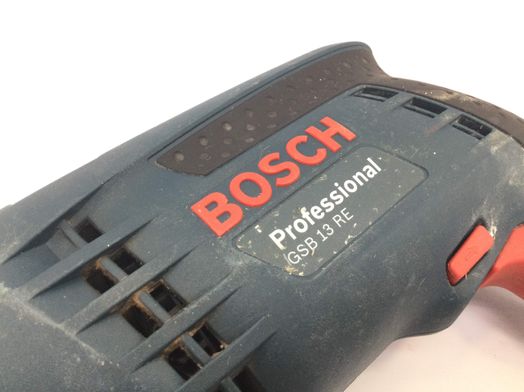 BOSCH
Professional
GSB 13 RE